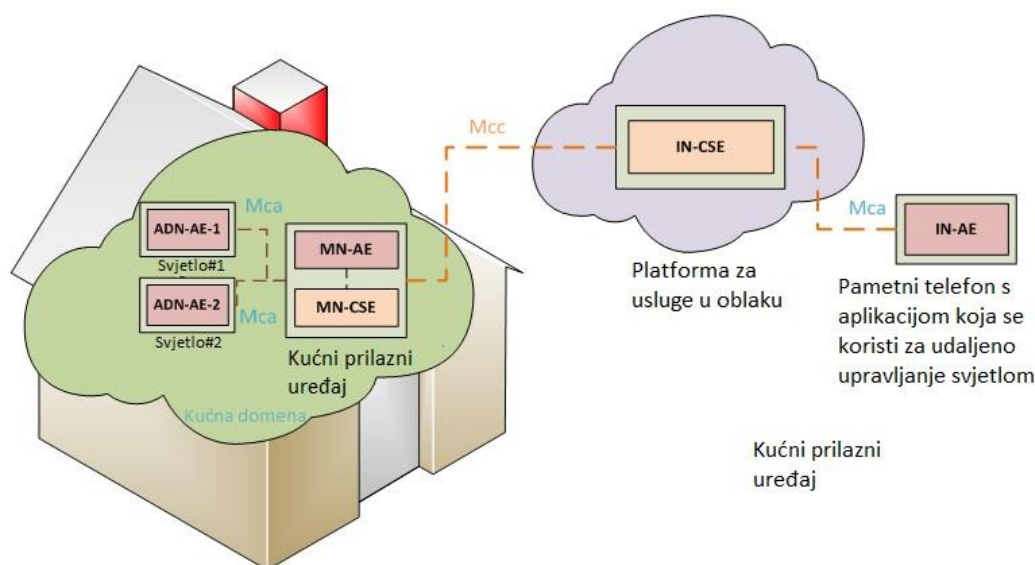 Mcc
IN-CSE
Mca
ADN-AE-1
Svjetlo#1
MN-AE
Mca
IN-AE
ADN-AE-2
Mca
Svjetlo#2
MN-CSE
Kućni prilazni
uređaj
Kućna domena
Platforma za
usluge u oblaku
Pametni telefon s
aplikacijom koja se
koristi za udaljeno
upravljanje svjetlom
Kućni prilazni
uređaj